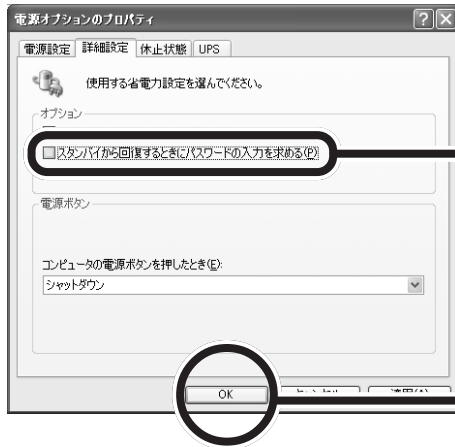 電源オプションのプロパティ
電源設定 詳細設定 休止状態 UPS
使用する省電力設定を選んでください。
オプション
スタンバイから回復するときにパスワードの入力を求める(P)
電源ボタン
コンピュータの電源ボタンを押したとき(E):
シャットダウン
OK